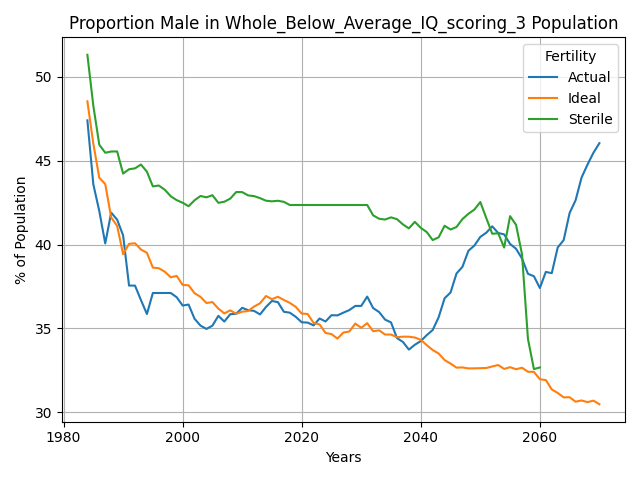 Proportion Male in Whole_Below_Average_IQ_scoring_3 Population
Fertility
Actual
Ideal
Sterile
% of Population
50
45
40
35
30
1980
2000
2020
2040
2060
Years